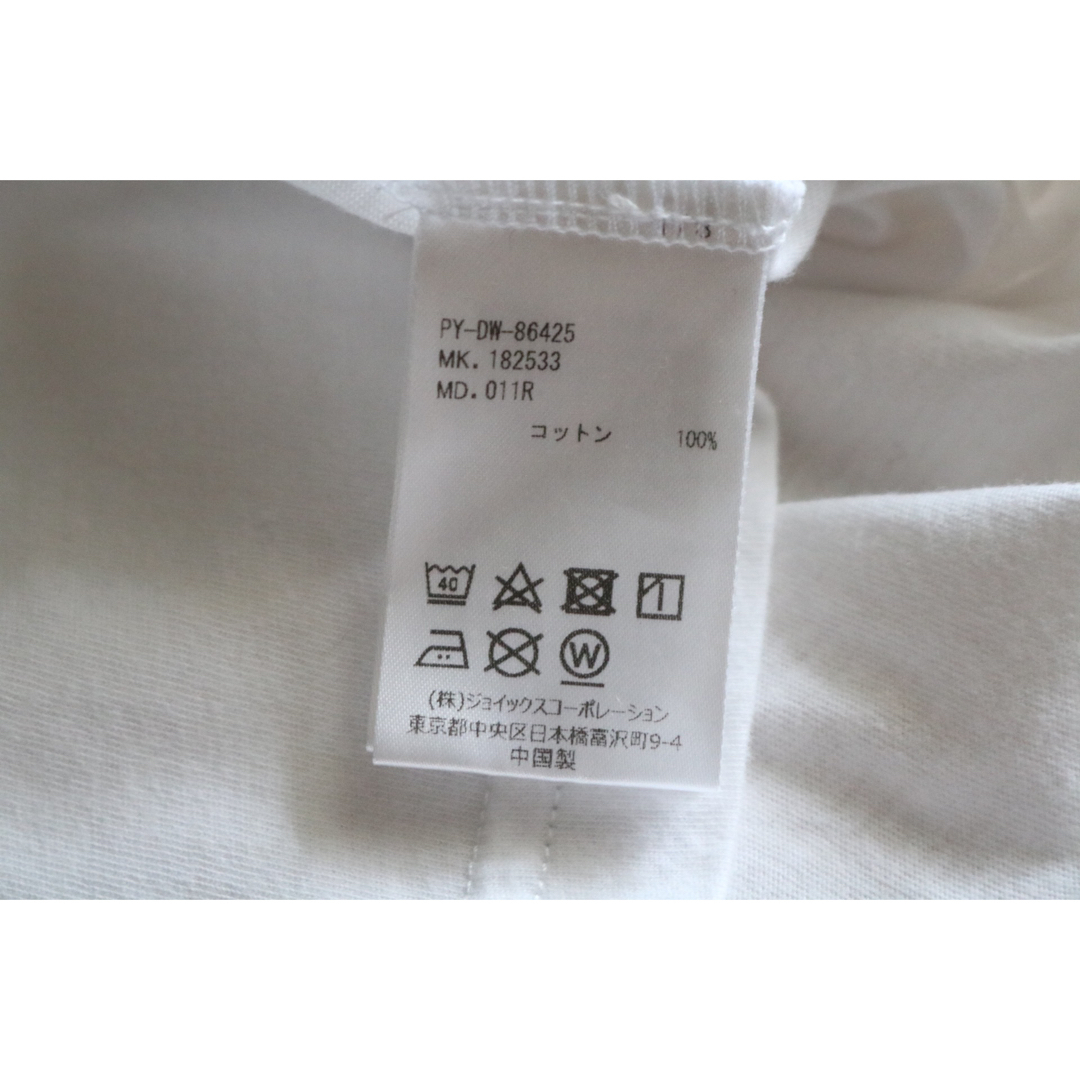 PY-DW-86425
MK. 182533
MD. 011R
コットン 100%
40
W
(株)ジョイックスコーポレーション
東京都中央区日本橋富沢町9-4
中国製